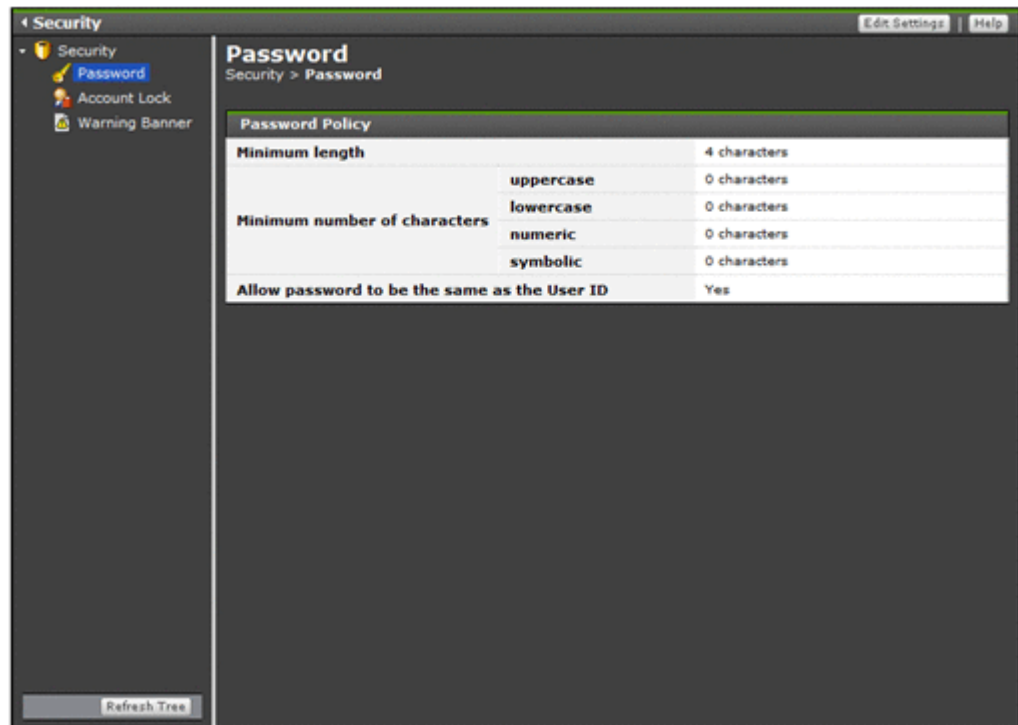 Security
Edit Settings | Help
Security
Password
Account Lock
Warning Banner
Refresh Tree
Password
Security > Password
Password Policy
Minimum length 4 characters
Minimum number of characters
uppercase 0 characters
lowercase 0 characters
numeric 0 characters
symbolic 0 characters
Allow password to be the same as the User ID Yes